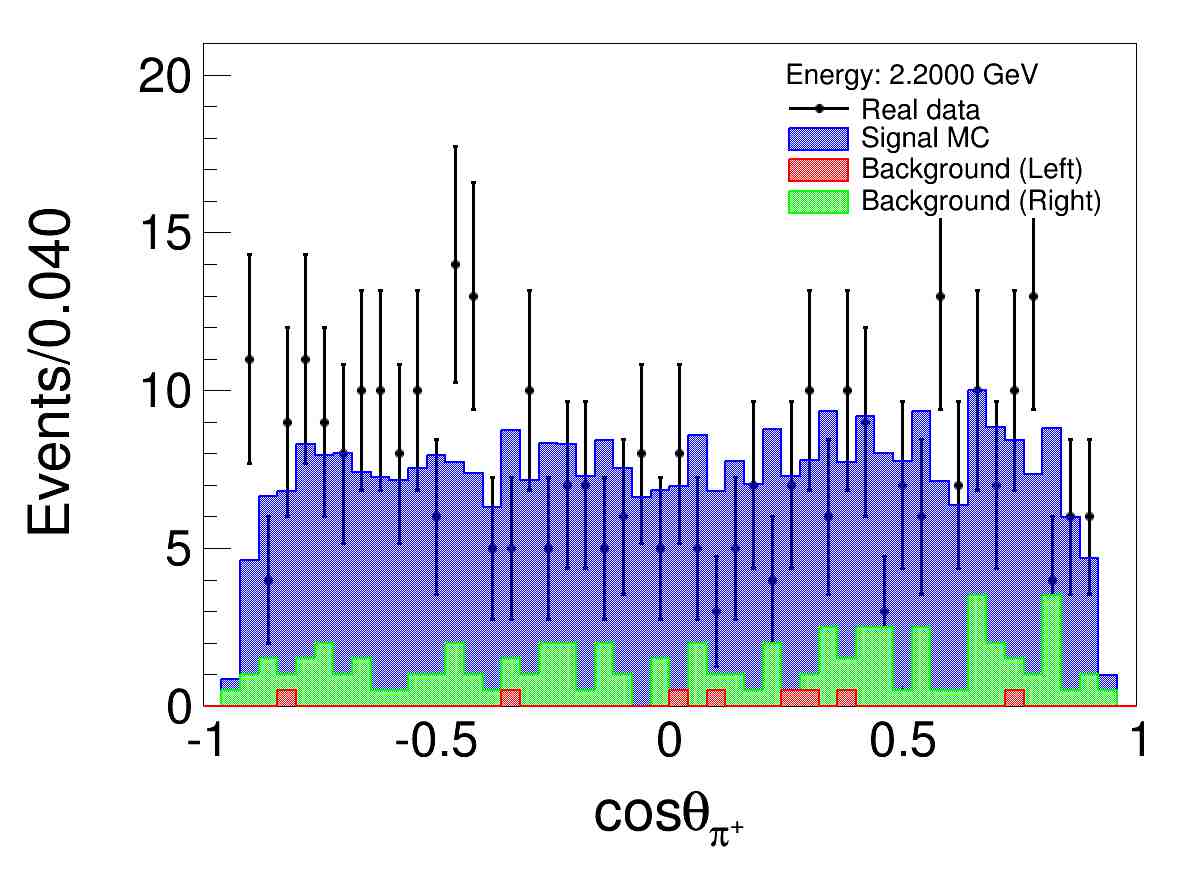 Energy: 2.2000 GeV
Real data
Signal MC
Background (Left)
Background (Right)
Events/0.040
20
15
10
5
0
-1
-0.5
0
0.5
1
cosθπ+